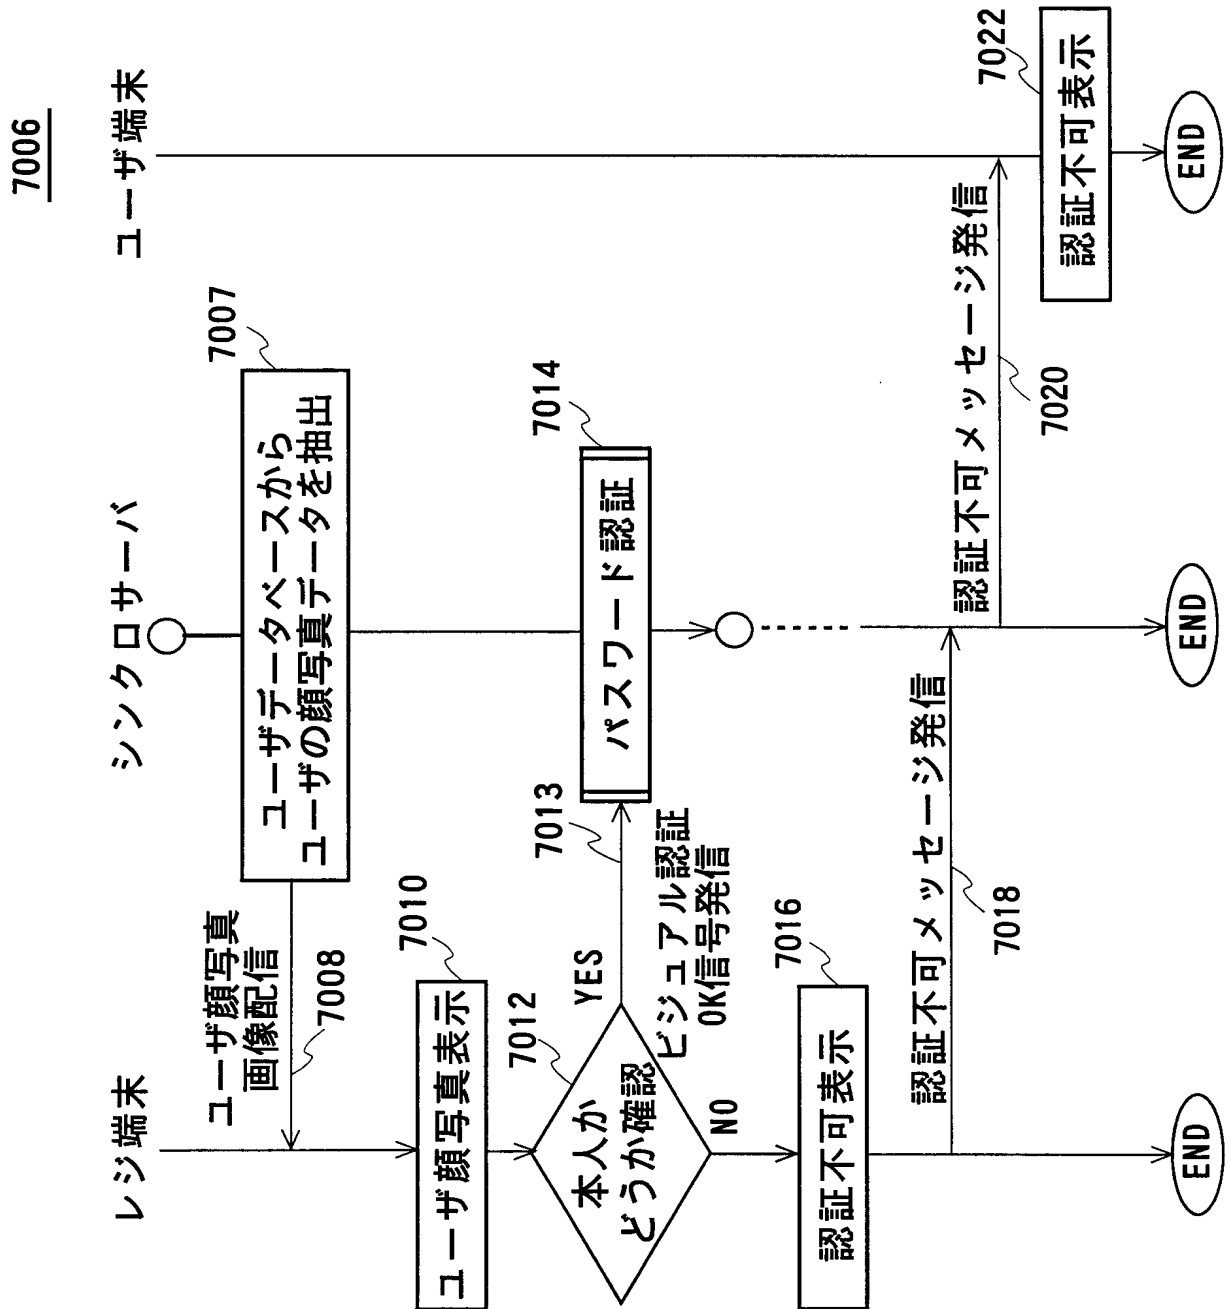 7006
レジ端末
シンクロサーバ
ユーザ端末
7007
ユーザデータベースから
ユーザの顔写真データを抽出
ユーザ顔写真
画像配信
7008
7010
ユーザ顔写真表示
7012
本人か
どうか確認
YES
7013
ビジュアル認証
OK信号発信
7014
パスワード認証
NO
7016
認証不可表示
認証不可メッセージ発信
7018
認証不可メッセージ発信
7020
7022
認証不可表示
END
END
END